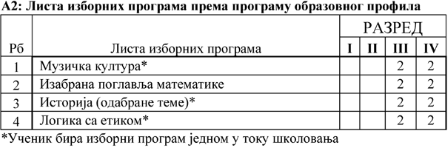 А2: Листа изборних програма према програму образовног профила
Рб Листа изборних програма РАЗРЕД
I II III IV
1 Музичка култура* 2 2
2 Изабрана поглавља математике 2 2
3 Историја (одабране теме)* 2 2
4 Логика са етиком* 2 2
*Ученик бира изборни програм једном у току школовања